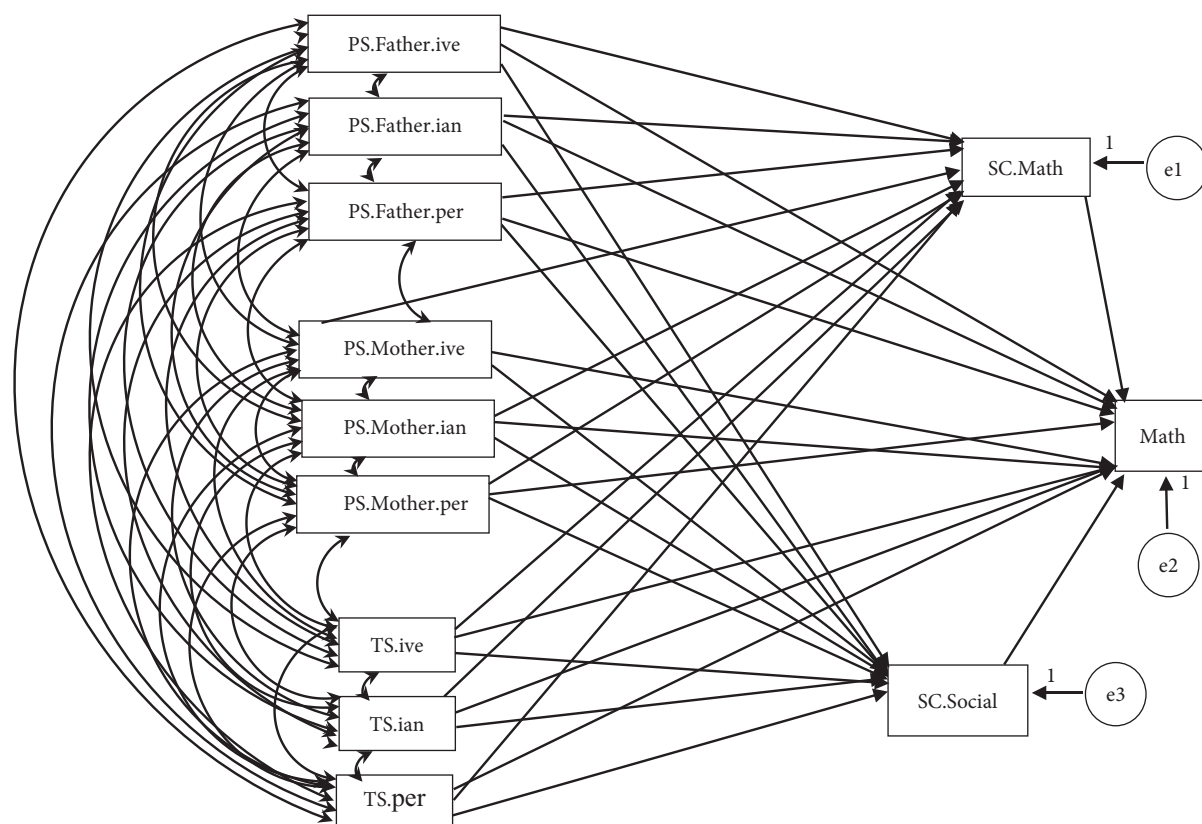 PS.Father.ive
PS.Father.ian
PS.Father.per
PS.Mother.ive
PS.Mother.ian
PS.Mother.per
TS.ive
TS.ian
TS.per
SC.Math
1
e1
Math
1
e2
SC.Social
1
e3